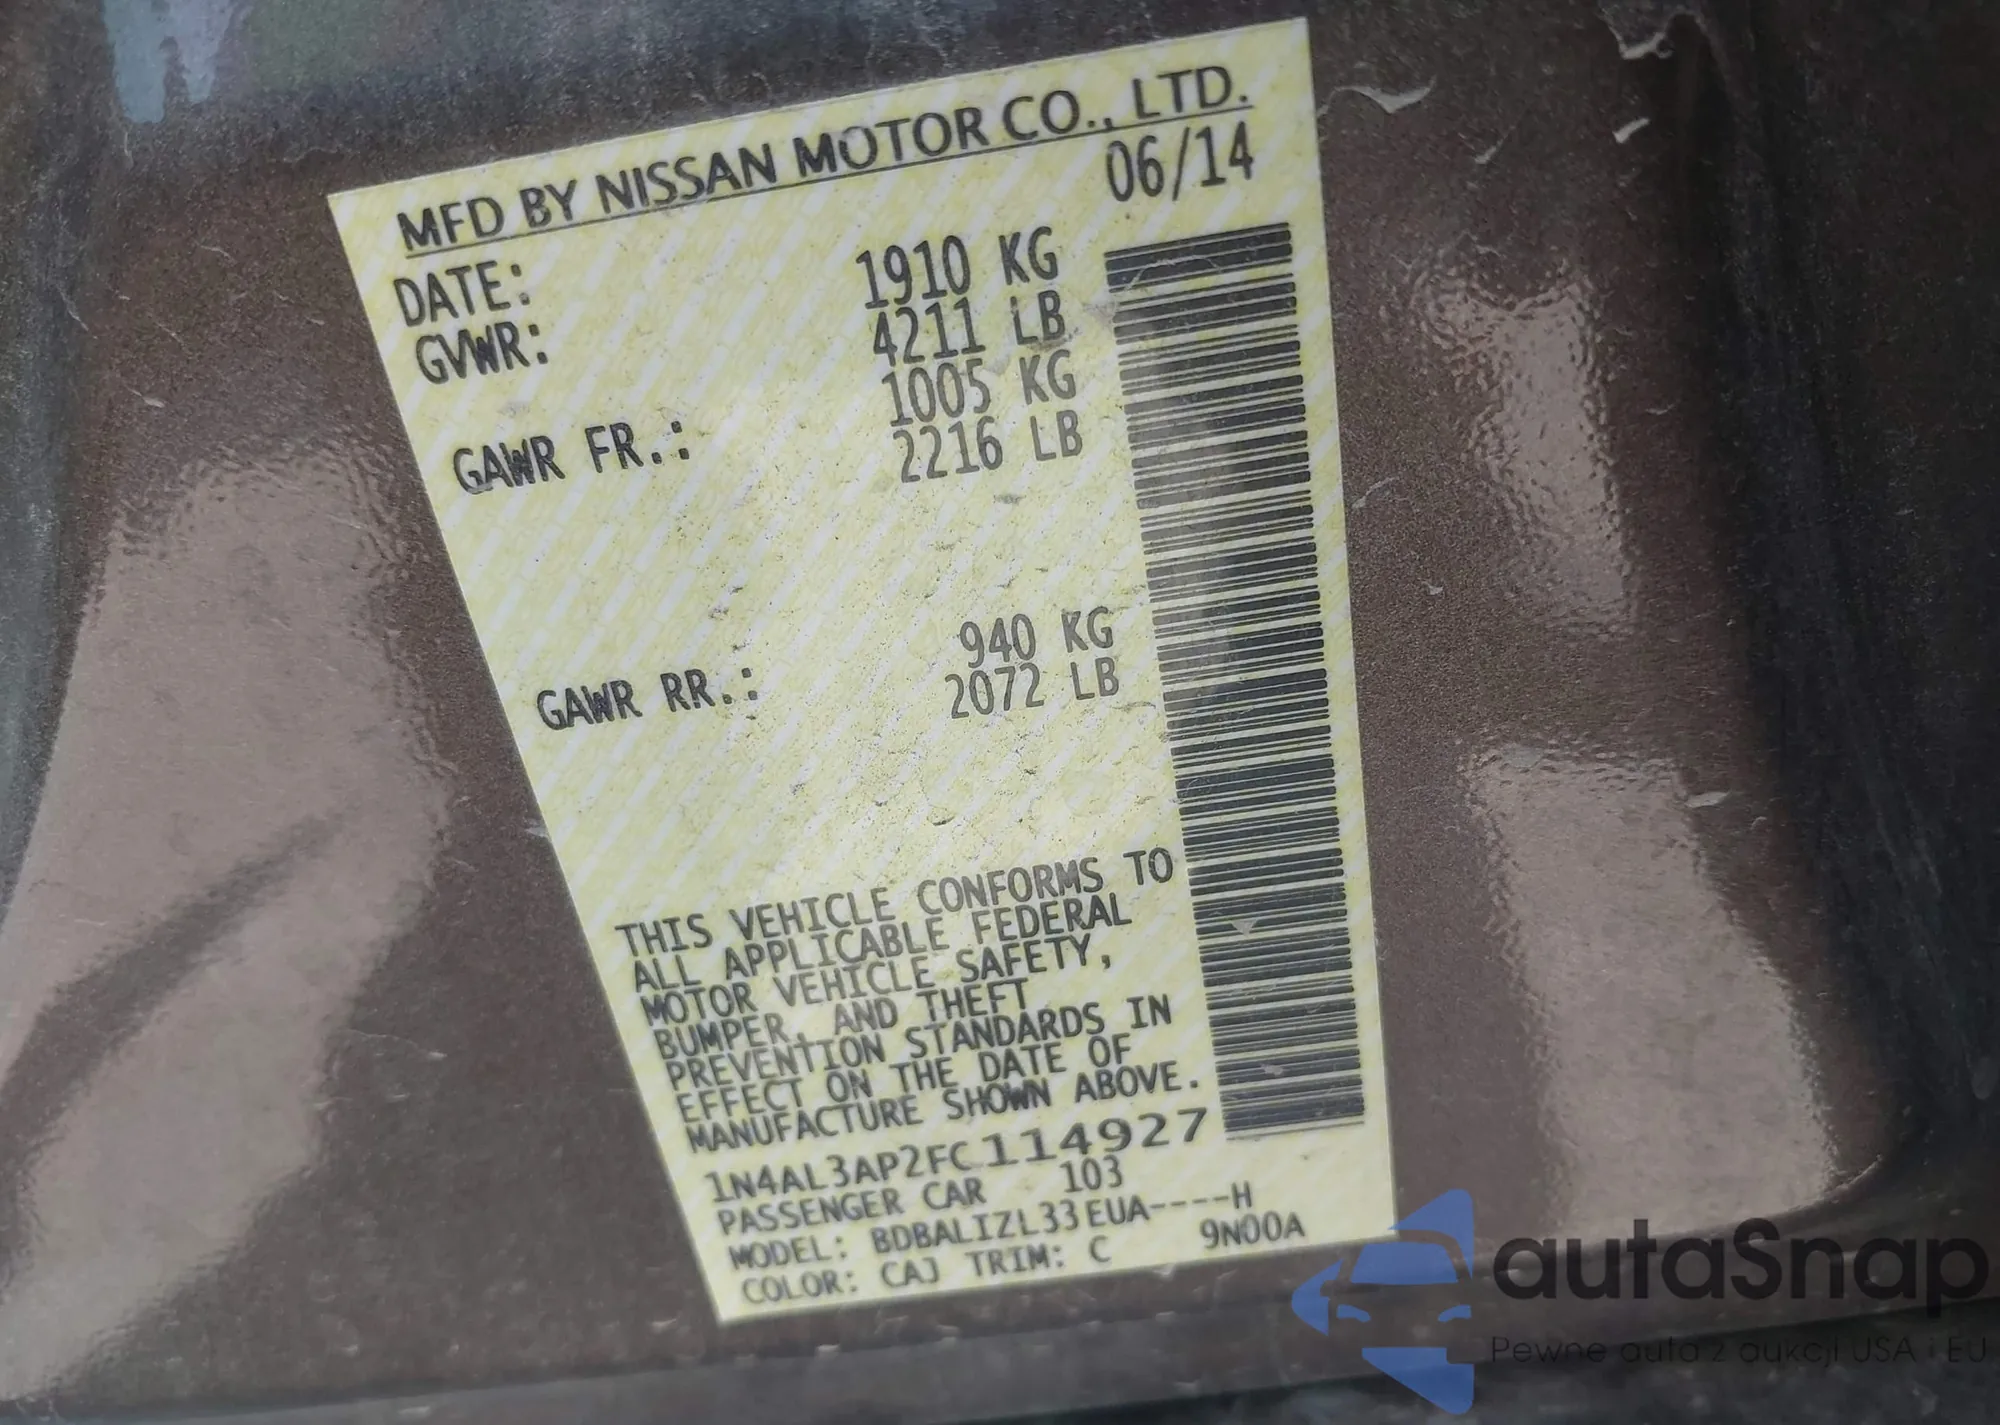 MFD BY NISSAN MOTOR CO., LTD.
DATE: 06/14
GVWR: 1910 KG
4211 LB
GAWR FR.: 1005 KG
2216 LB
GAWR RR.: 940 KG
2072 LB
THIS VEHICLE CONFORMS TO
ALL APPLICABLE FEDERAL
MOTOR VEHICLE SAFETY,
BUMPER, AND THEFT
PREVENTION STANDARDS IN
EFFECT ON THE DATE OF
MANUFACTURE SHOWN ABOVE.
1N4AL3AP2FC114927
PASSENGER CAR 103
MODEL: BDBALIZL33EUA----H
COLOR: CAJ TRIM: C 9N00A
autaSnap
Pewne auta z aukcji USA i EU